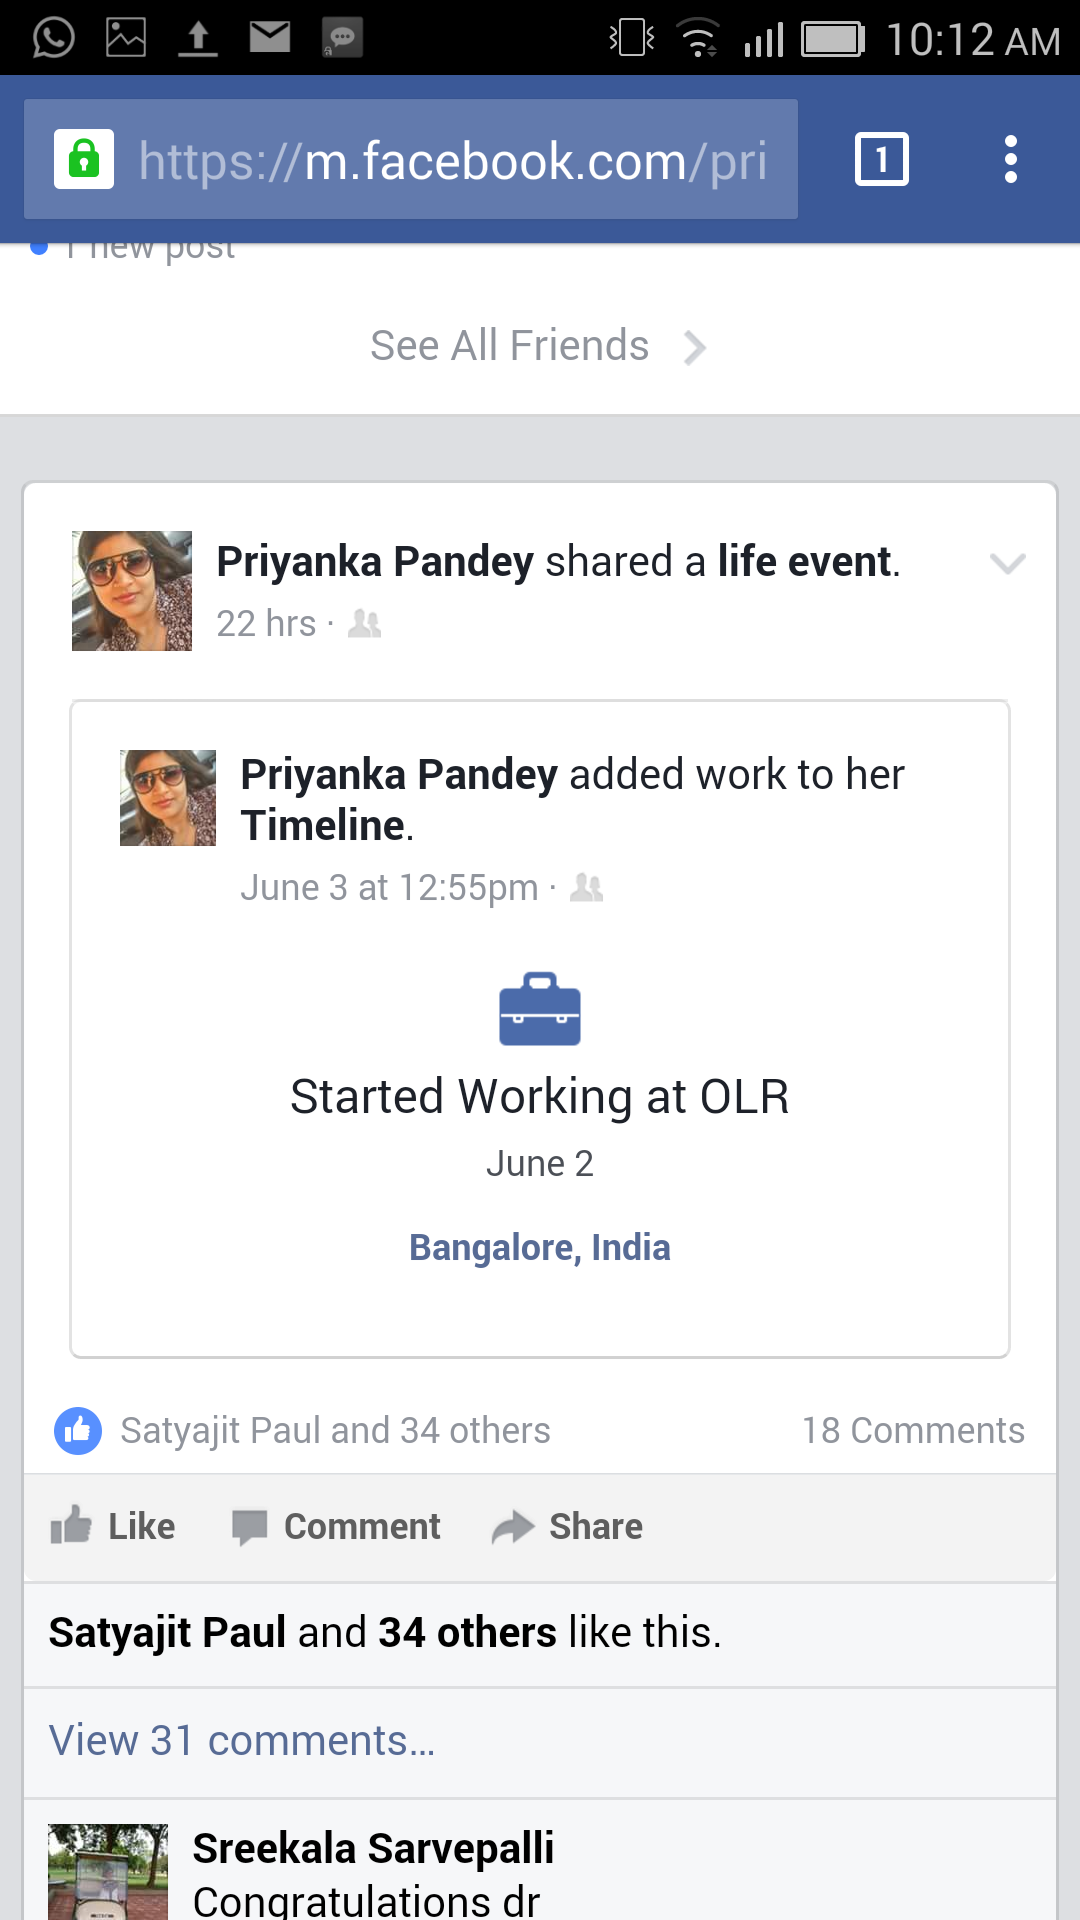 10:12 AM
https://m.facebook.com/pri
1
1 new post
See All Friends
Priyanka Pandey shared a life event.
22 hrs ·
Priyanka Pandey added work to her
Timeline.
June 3 at 12:55pm ·
Started Working at OLR
June 2
Bangalore, India
Satyajit Paul and 34 others 18 Comments
Like Comment Share
Satyajit Paul and 34 others like this.
View 31 comments...
Sreekala Sarvepalli
Congratulations dr